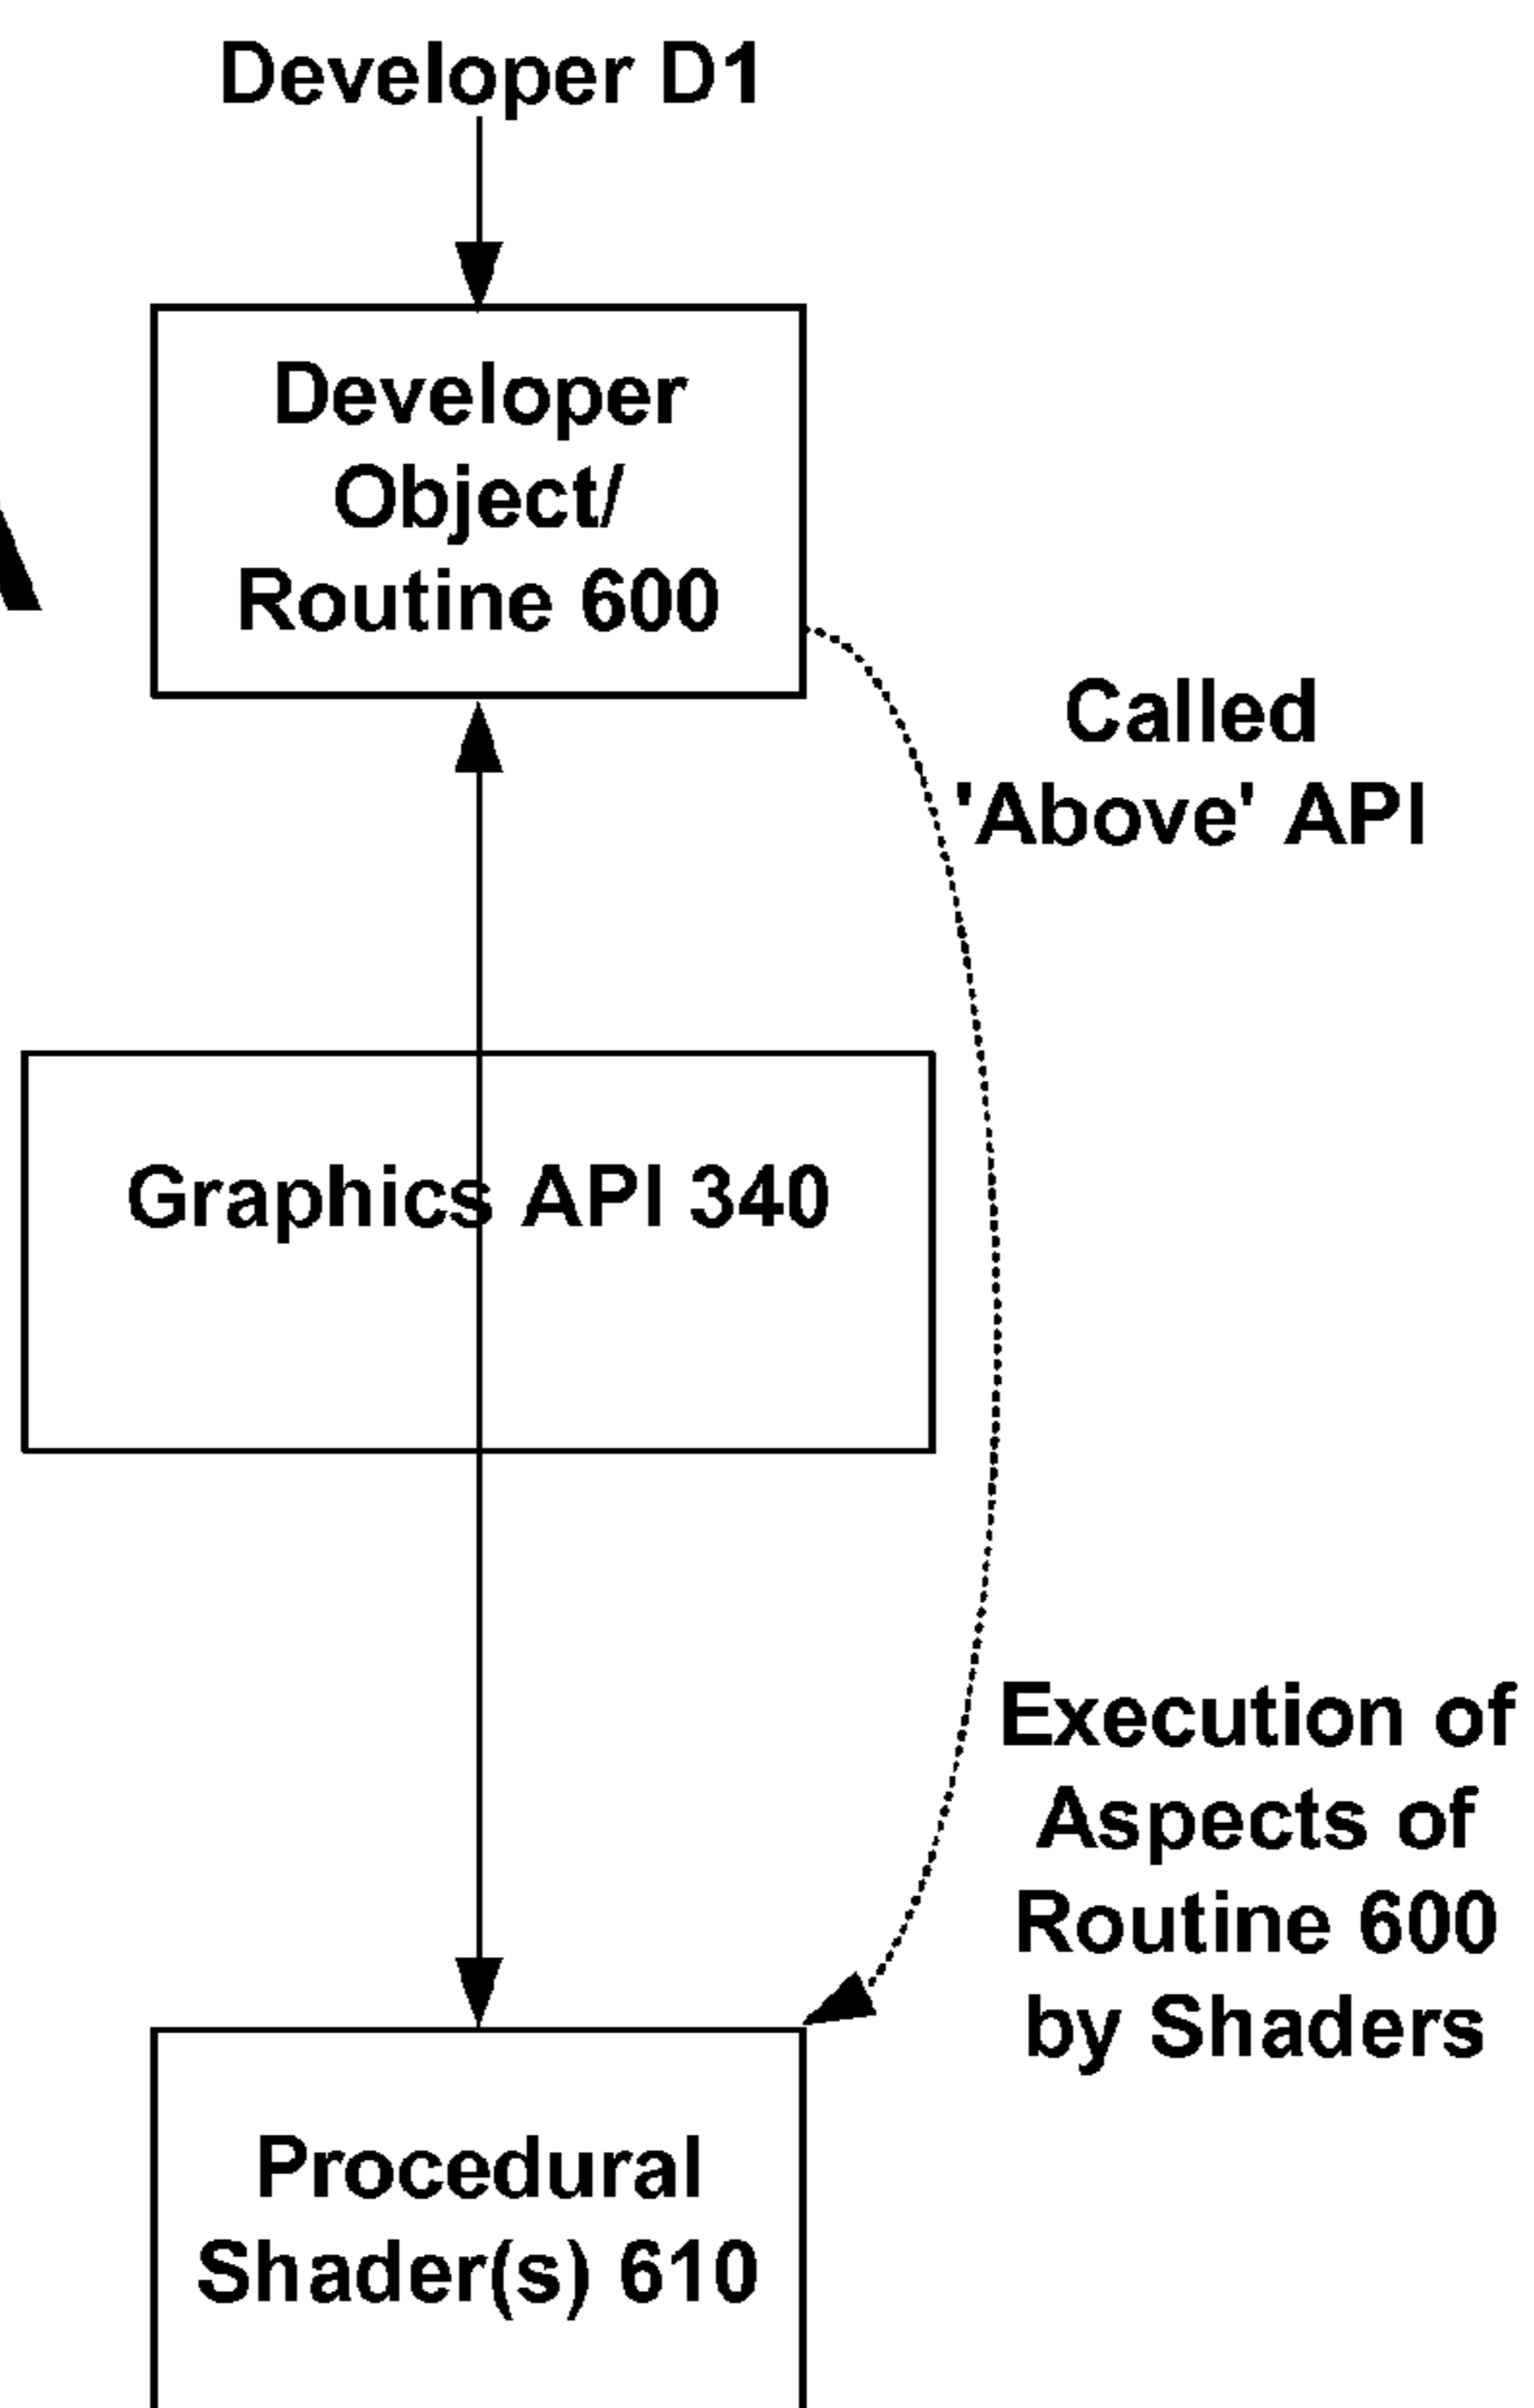 Developer D1
Developer
Object/
Routine 600
Called
'Above' API
Graphics API 340
Execution of
Aspects of
Routine 600
by Shaders
Procedural
Shader(s) 610